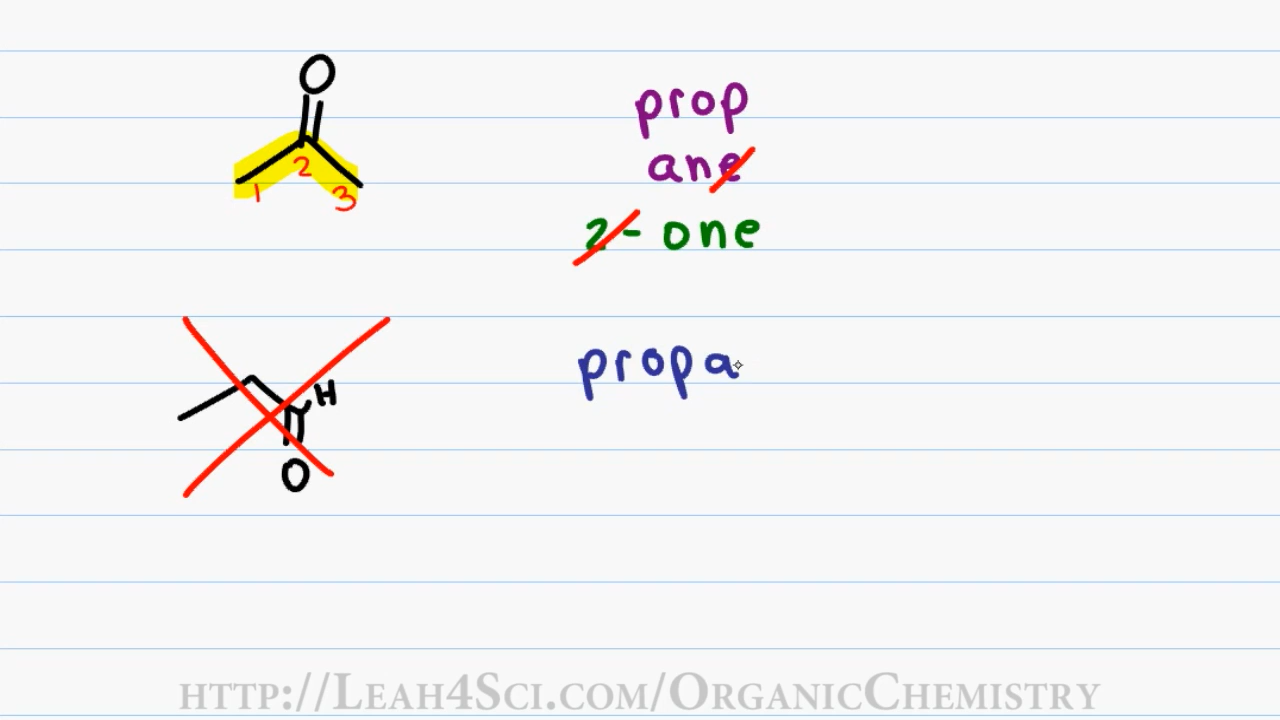 O
prop
ane
1 2 3
2-one
propa
H
O
http://Leah4Sci.com/OrganicChemistry